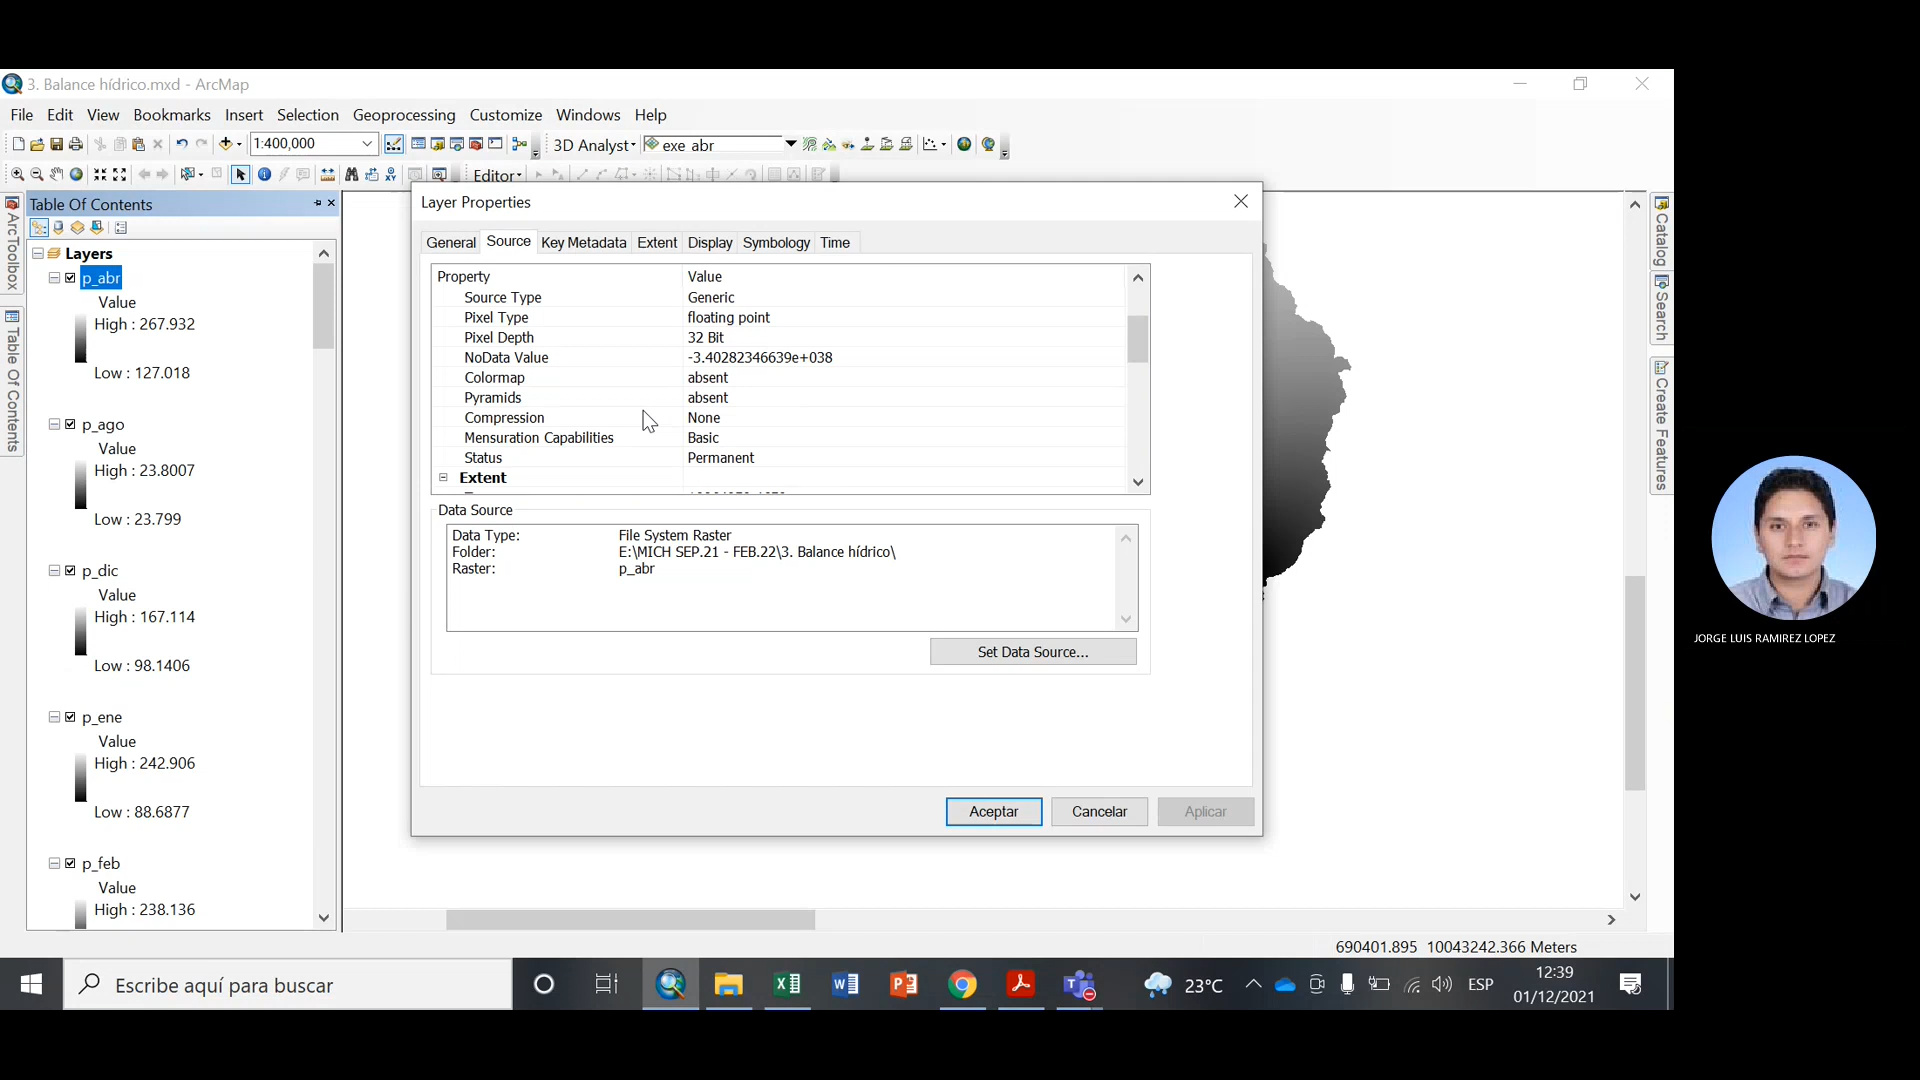 3. Balance hídrico.mxd - ArcMap
File Edit View Bookmarks Insert Selection Geoprocessing Customize Windows Help
1:400,000 3D Analyst exe abr
Editor
Table Of Contents
ArcToolbox
Table Of Contents
Layers
p_abr
Value
High : 267.932
Low : 127.018
p_ago
Value
High : 23.8007
Low : 23.799
p_dic
Value
High : 167.114
Low : 98.1406
p_ene
Value
High : 242.906
Low : 88.6877
p_feb
Value
High : 238.136
Layer Properties
General Source Key Metadata Extent Display Symbology Time
Property Value
Source Type Generic
Pixel Type floating point
Pixel Depth 32 Bit
NoData Value -3.40282346639e+038
Colormap absent
Pyramids absent
Compression None
Mensuration Capabilities Basic
Status Permanent
Extent
Data Source
Data Type: File System Raster
Folder: E:\MICH SEP.21 - FEB.22\3. Balance hídrico\
Raster: p_abr
Set Data Source...
Aceptar Cancelar Aplicar
Catalog
Search
Create Features
JORGE LUIS RAMIREZ LOPEZ
690401.895 10043242.366 Meters
Escribe aquí para buscar
23°C
ESP
12:39
01/12/2021